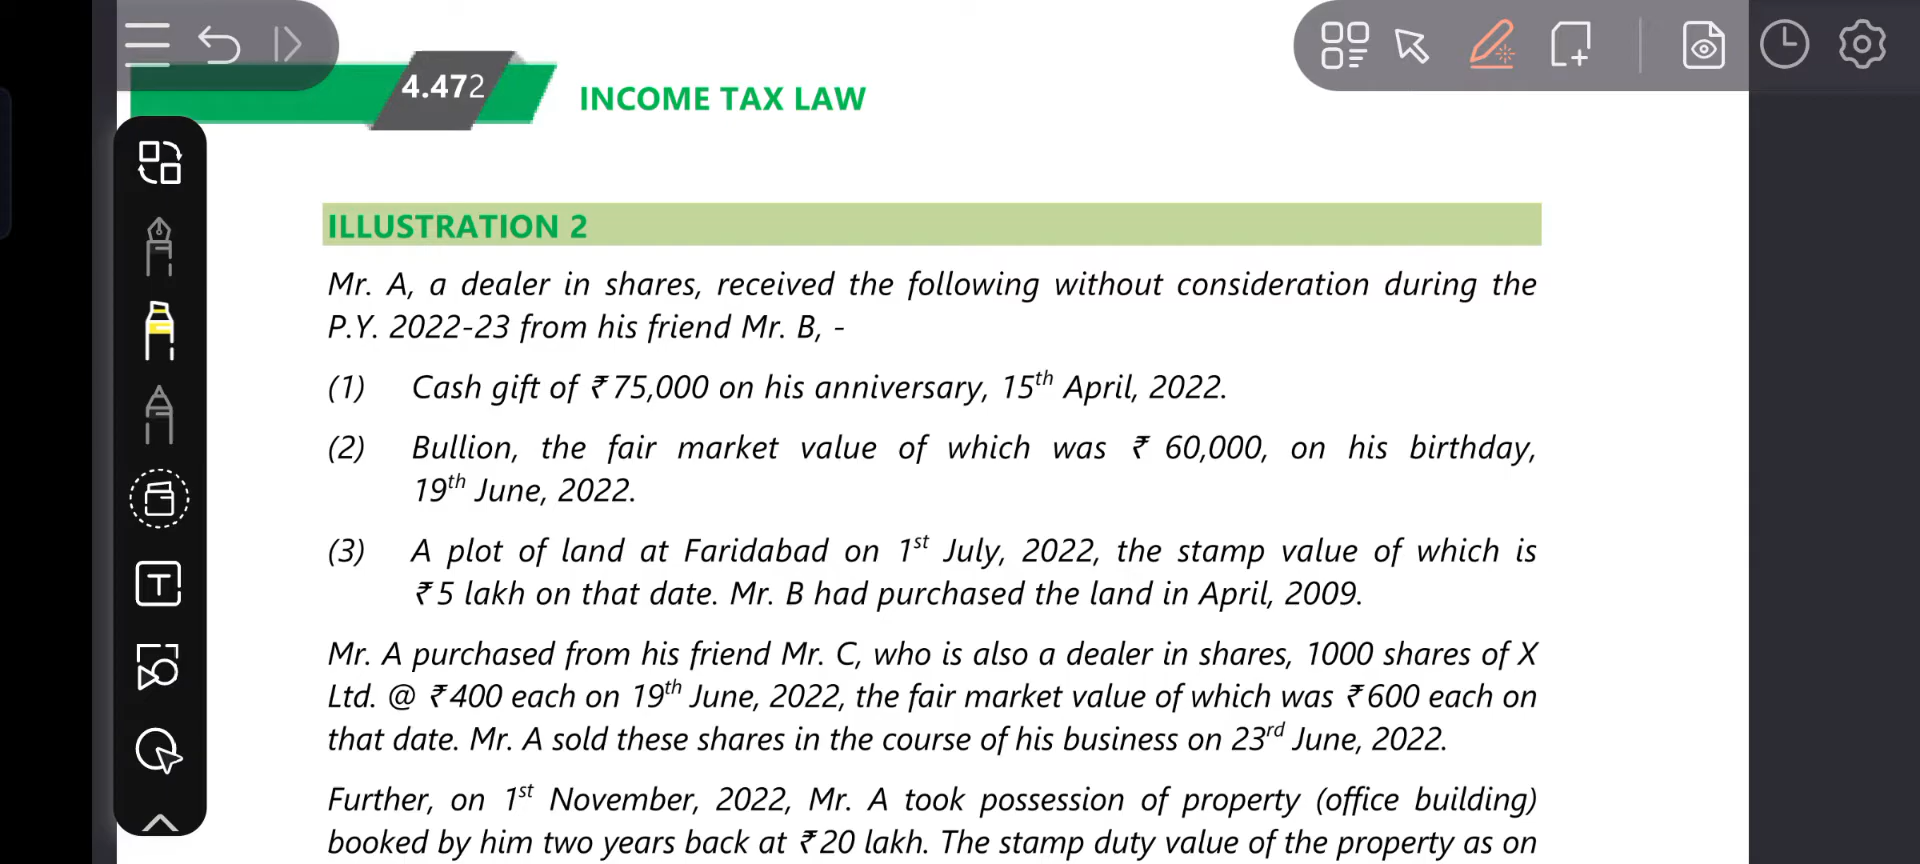 4.472
INCOME TAX LAW
ILLUSTRATION 2
Mr. A, a dealer in shares, received the following without consideration during the
P.Y. 2022-23 from his friend Mr. B, -
(1) Cash gift of ₹ 75,000 on his anniversary, 15th April, 2022.
(2) Bullion, the fair market value of which was ₹ 60,000, on his birthday,
19th June, 2022.
(3) A plot of land at Faridabad on 1st July, 2022, the stamp value of which is
₹ 5 lakh on that date. Mr. B had purchased the land in April, 2009.
Mr. A purchased from his friend Mr. C, who is also a dealer in shares, 1000 shares of X
Ltd. @ ₹ 400 each on 19th June, 2022, the fair market value of which was ₹ 600 each on
that date. Mr. A sold these shares in the course of his business on 23rd June, 2022.
Further, on 1st November, 2022, Mr. A took possession of property (office building)
booked by him two years back at ₹ 20 lakh. The stamp duty value of the property as on